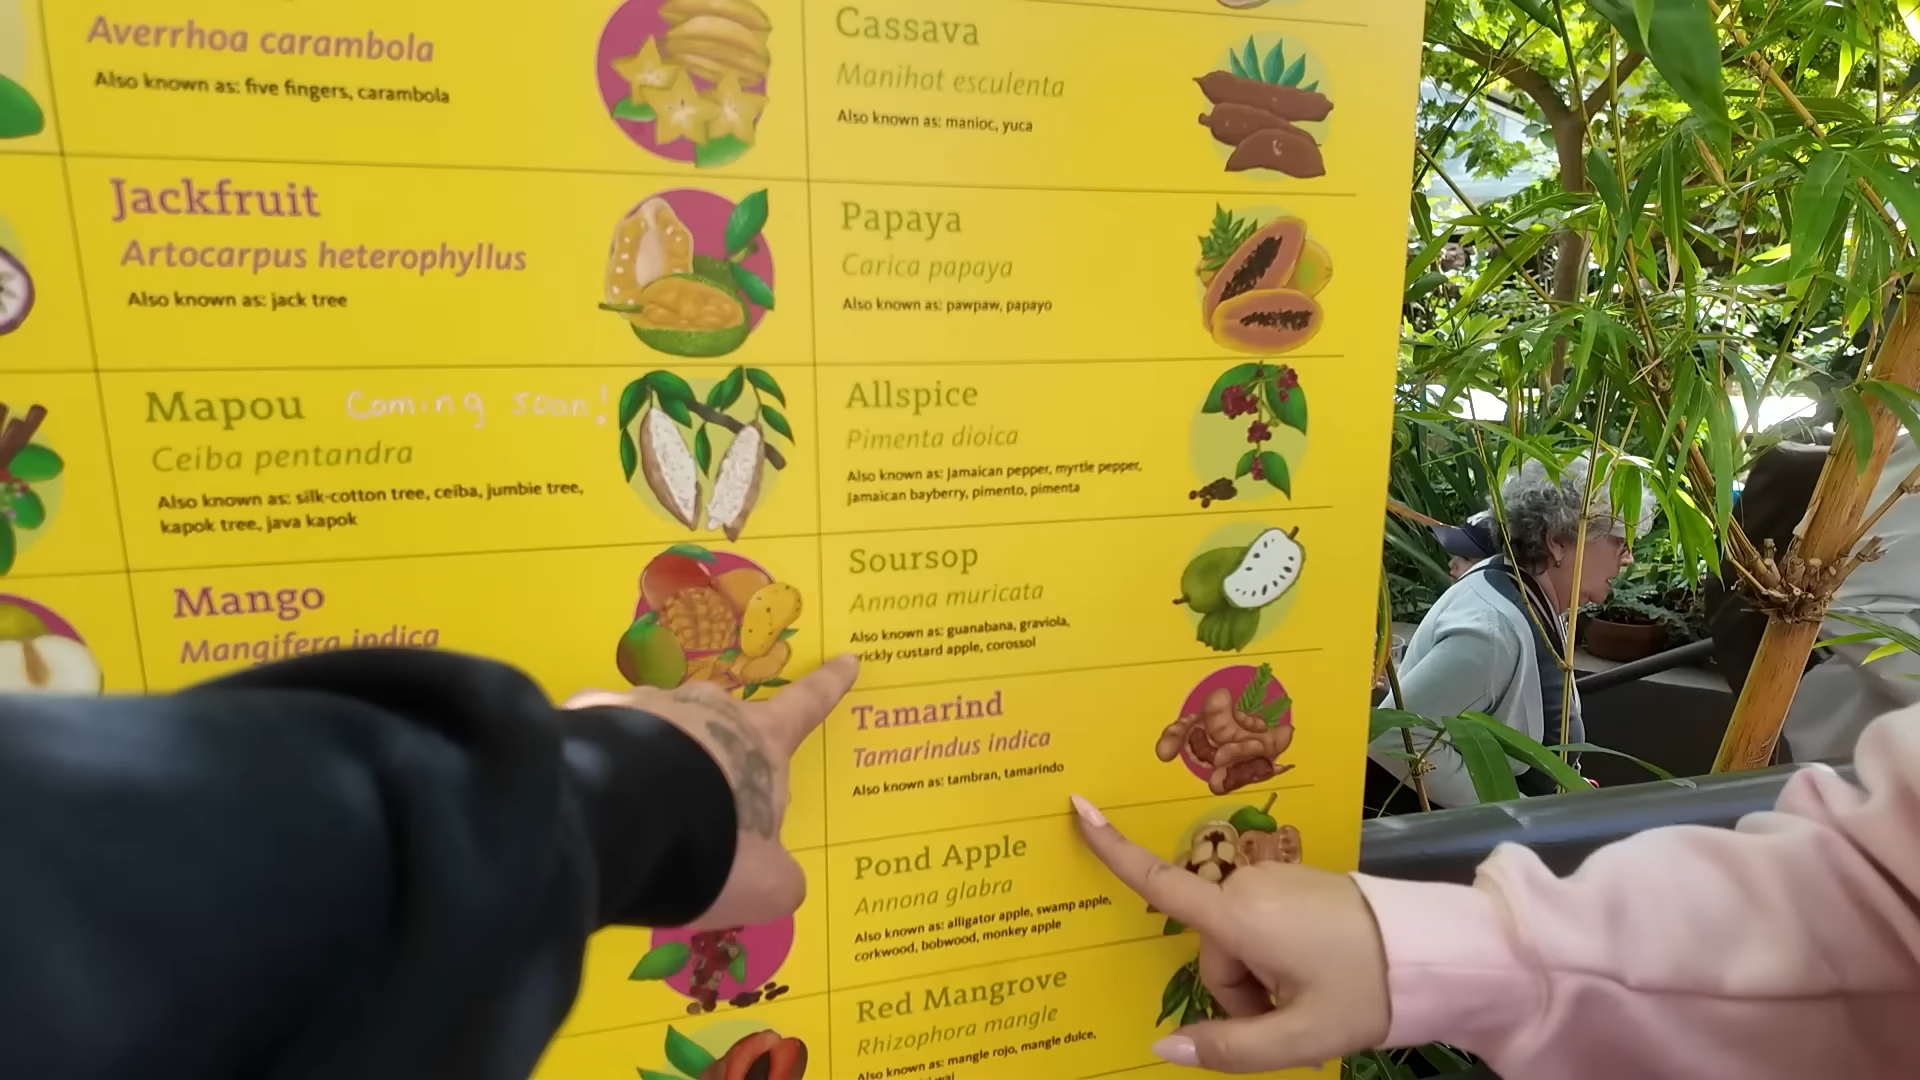 Averrhoa carambola
Also known as: five fingers, carambola
Jackfruit
Artocarpus heterophyllus
Also known as: jack tree
Mapou Coming soon!
Ceiba pentandra
Also known as: silk-cotton tree, ceiba, jumbie tree,
kapok tree, java kapok
Mango
Mangifera indica
Cassava
Manihot esculenta
Also known as: manioc, yuca
Papaya
Carica papaya
Also known as: pawpaw, papayo
Allspice
Pimenta dioica
Also known as: Jamaican pepper, myrtle pepper,
Jamaican bayberry, pimento, pimenta
Soursop
Annona muricata
Also known as: guanabana, graviola,
rickly custard apple, corossol
Tamarind
Tamarindus indica
Also known as: tambran, tamarindo
Pond Apple
Annona glabra
Also known as: alligator apple, swamp apple,
corkwood, bobwood, monkey apple
Red Mangrove
Rhizophora mangle
Also known as: mangle rojo, mangle dulce,